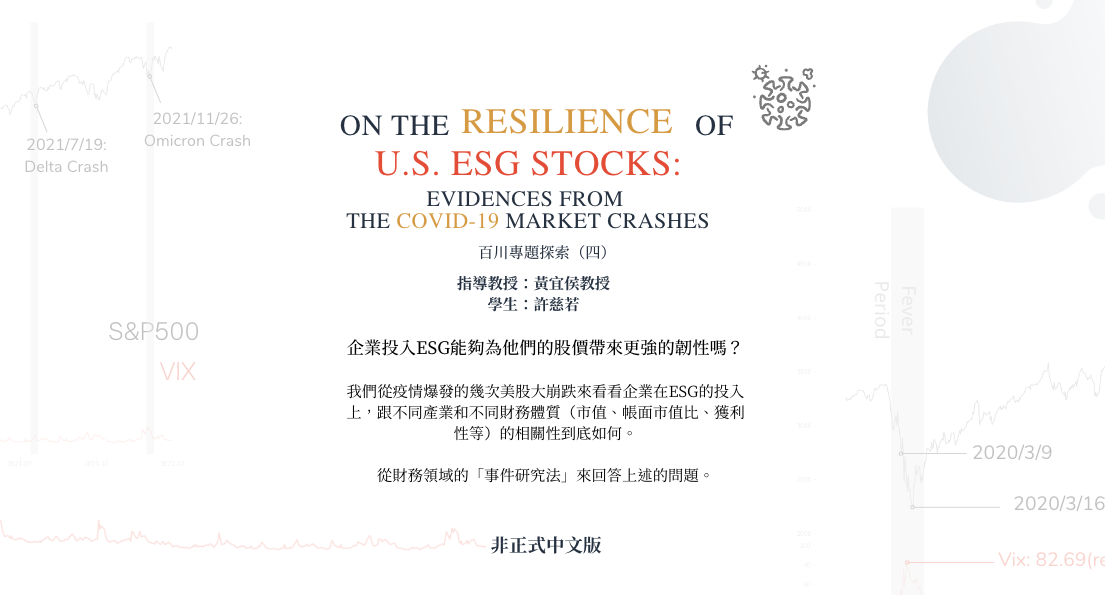 2021/11/26:
Omicron Crash
2021/7/19:
Delta Crash
S&P500
VIX
ON THE RESILIENCE OF
U.S. ESG STOCKS:
EVIDENCES FROM
THE COVID-19 MARKET CRASHES
百川專題探索（四）
指導教授：黃宜侯教授
學生：許慈若
企業投入ESG能夠為他們的股價帶來更強的韌性嗎？
我們從疫情爆發的幾次美股大崩跌來看看企業在ESG的投入
上，跟不同產業和不同財務體質（市值、帳面市值比、獲利
性等）的相關性到底如何。
從財務領域的「事件研究法」來回答上述的問題。
非正式中文版
Fever
Period
2020/3/9
2020/3/16
Vix: 82.69(re